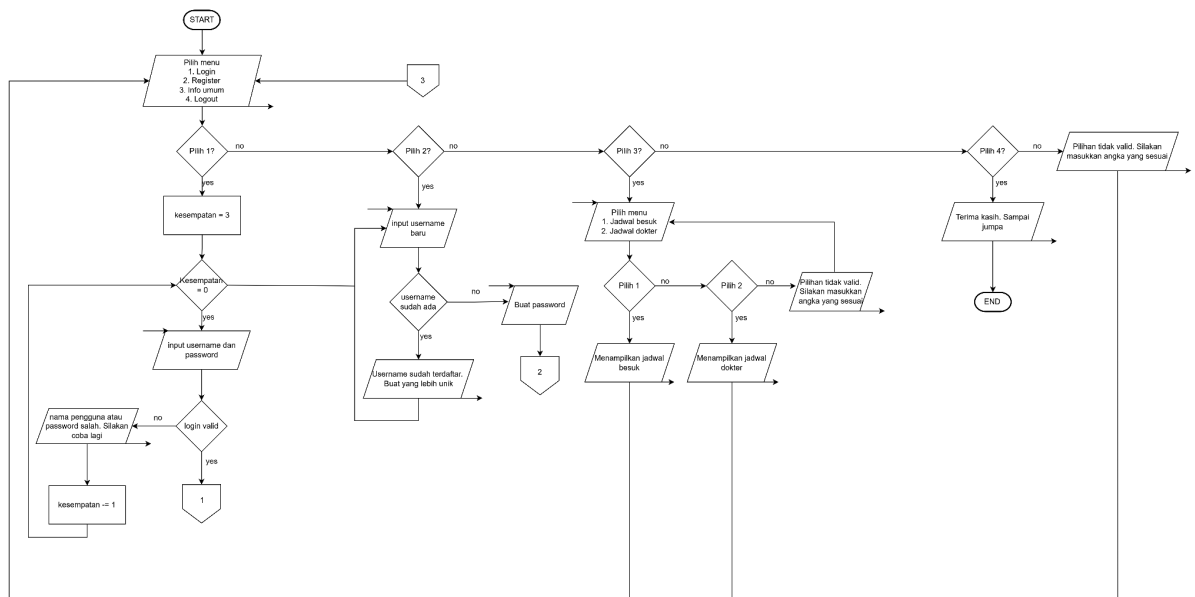 START
Pilih menu
1. Login
2. Register
3. Info umum
4. Logout
3
Pilih 1?
no
yes
Pilih 2?
no
yes
Pilih 3?
no
yes
Pilih 4?
no
yes
Pilihan tidak valid. Silakan
masukkan angka yang sesuai
kesempatan = 3
input username
baru
Pilih menu
1. Jadwal besuk
2. Jadwal dokter
Terima kasih. Sampai
jumpa
Kesempatan
= 0
yes
username
sudah ada
no
yes
Buat password
Pilih 1
no
yes
Pilih 2
no
yes
Pilihan tidak valid.
Silakan masukkan
angka yang sesuai
END
input username dan
password
Username sudah terdaftar.
Buat yang lebih unik
2
Menampilkan jadwal
besuk
Menampilkan jadwal
dokter
nama pengguna atau
password salah. Silakan
coba lagi
no
login valid
yes
kesempatan -= 1
1